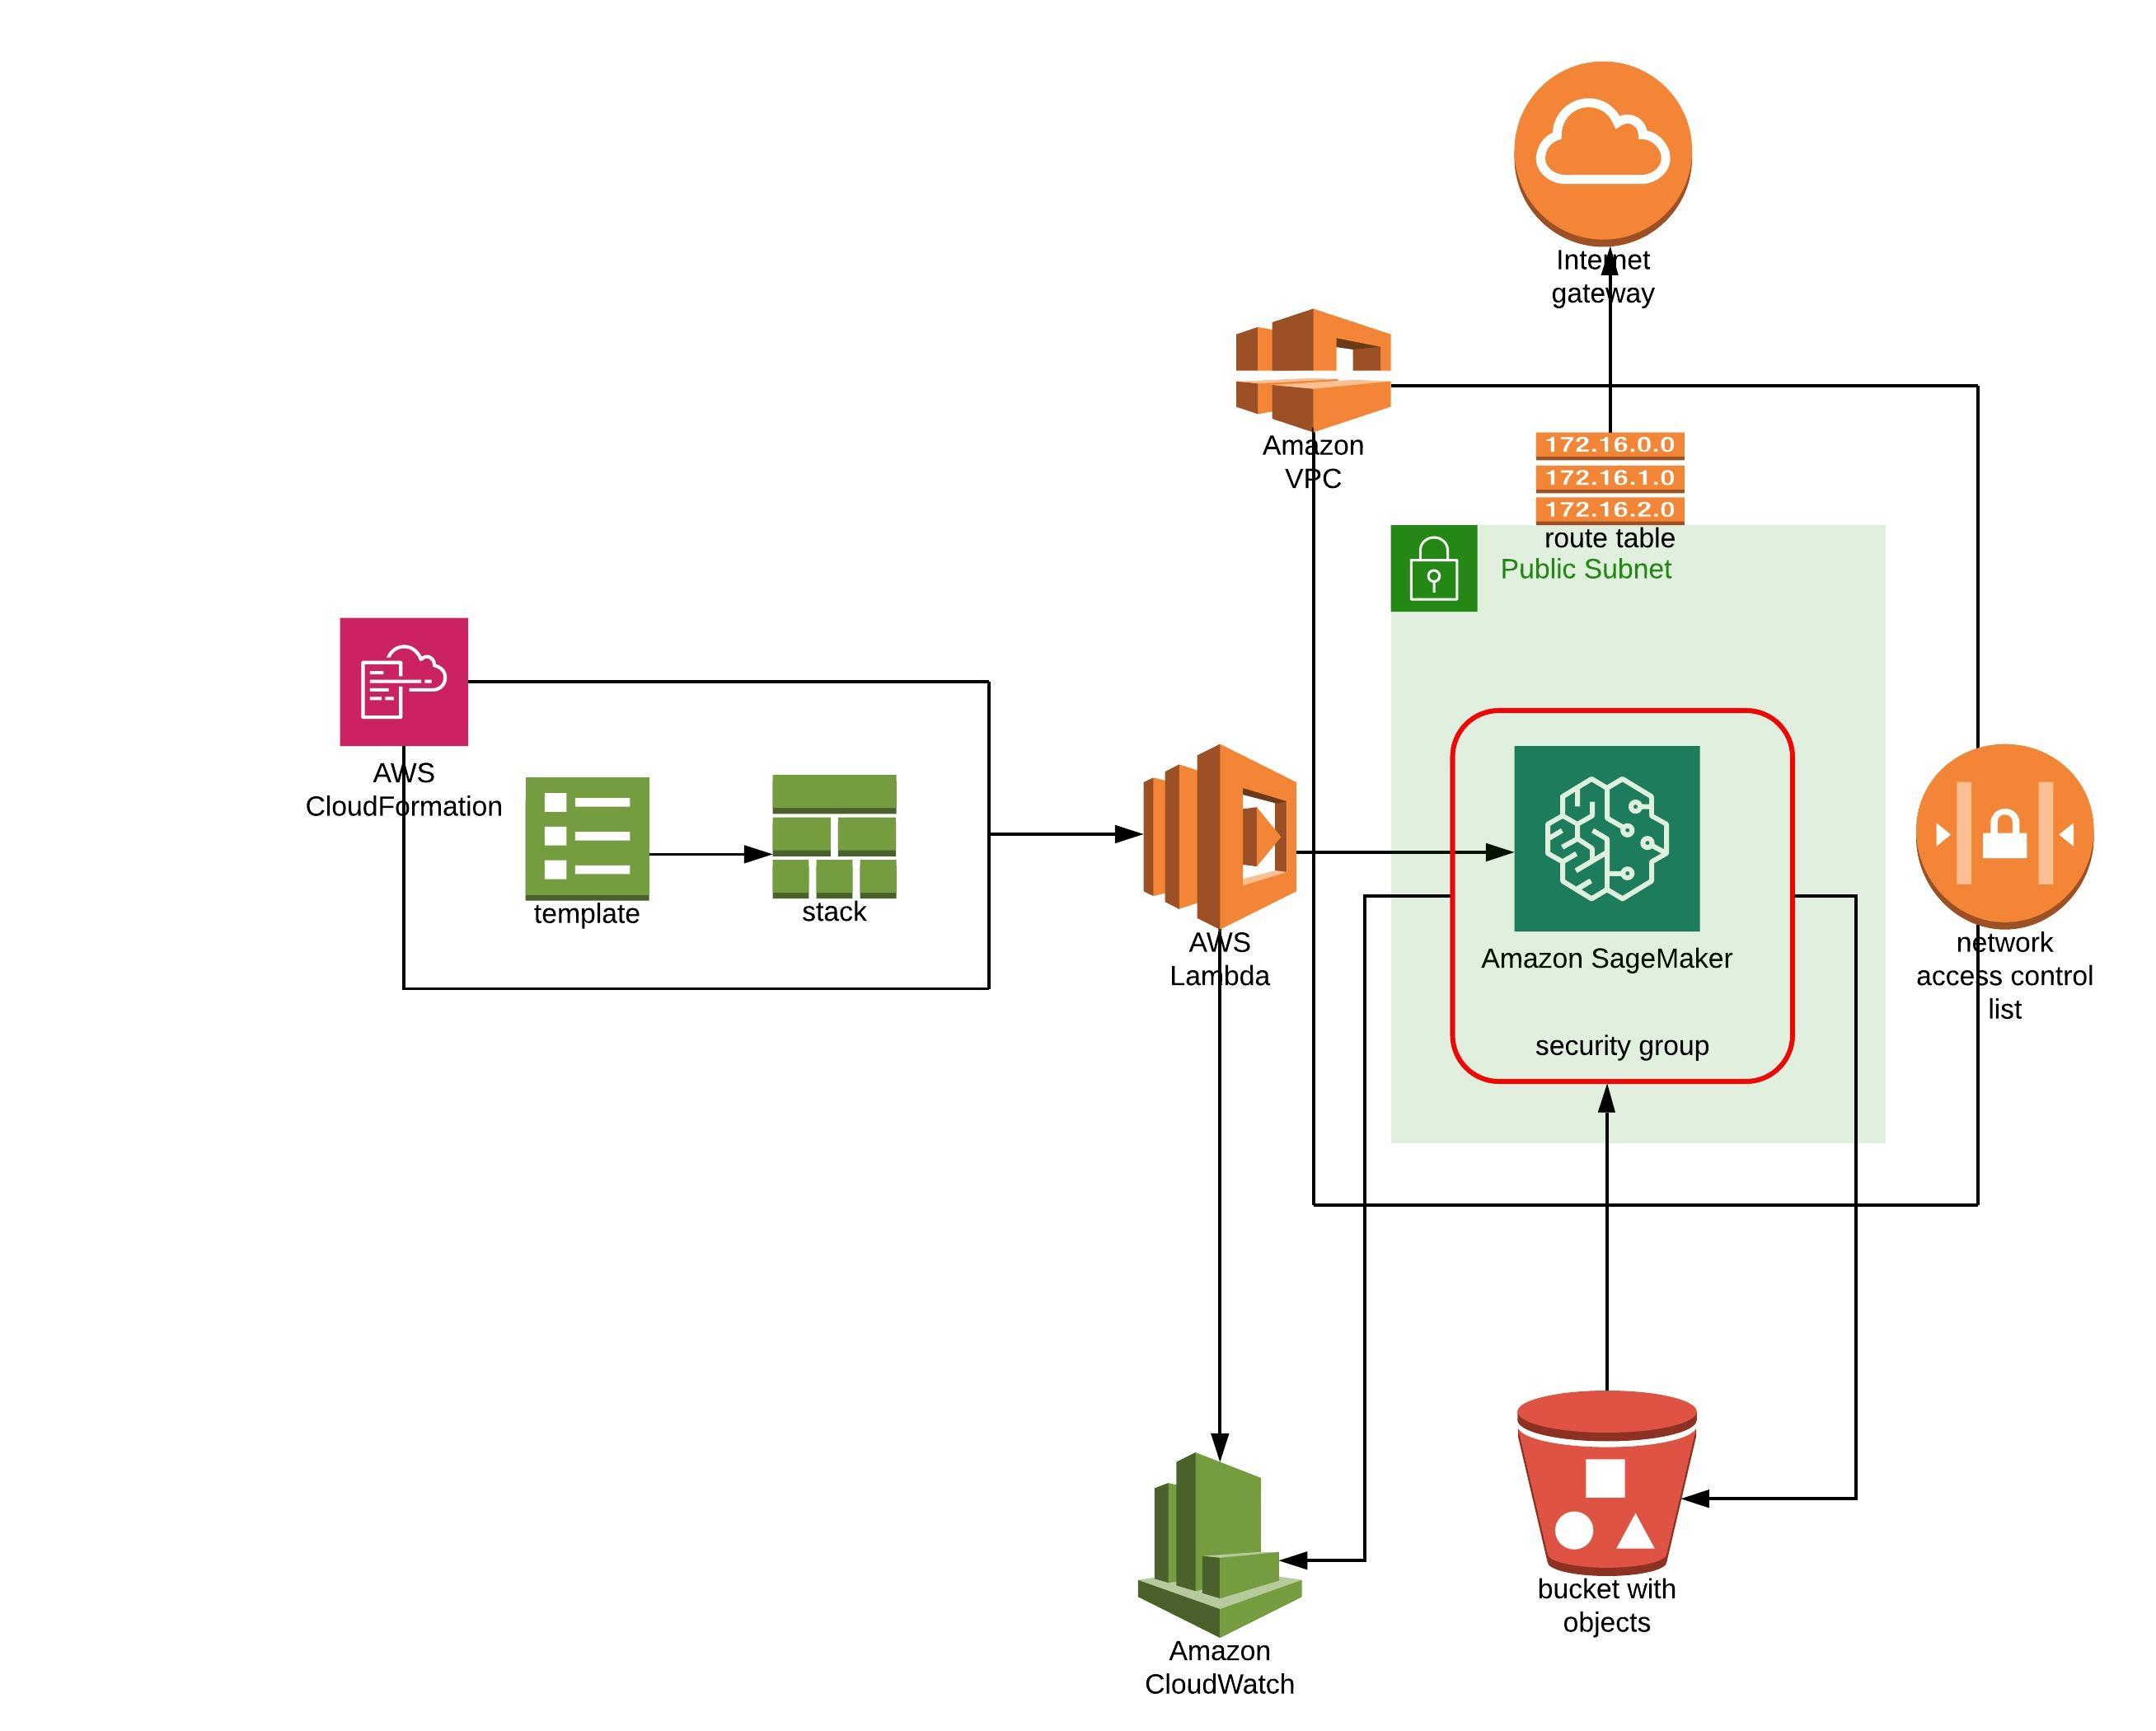 Internet
gateway
Amazon
VPC
172.16.0.0
172.16.1.0
172.16.2.0
route table
Public Subnet
AWS
CloudFormation
template
stack
AWS
Lambda
Amazon SageMaker
security group
network
access control
list
bucket with
objects
Amazon
CloudWatch